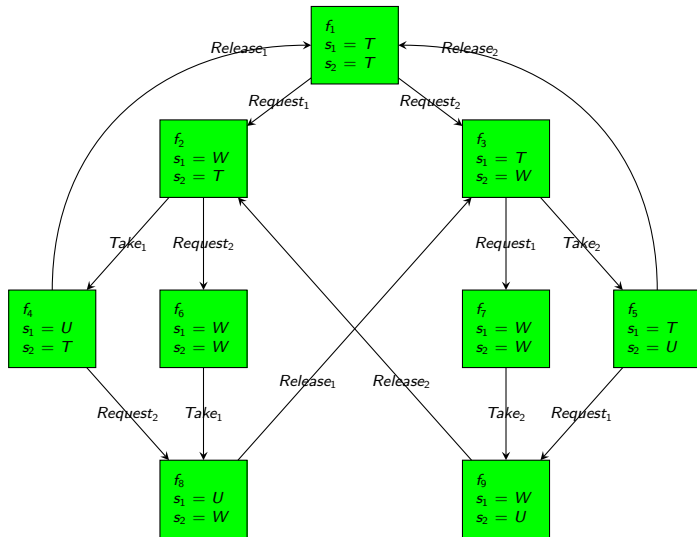 f₁
s₁ = T
s₂ = T
Release₁
Release₂
Request₁
Request₂
f₂
s₁ = W
s₂ = T
f₃
s₁ = T
s₂ = W
Take₁
Request₂
Request₁
Take₂
f₄
s₁ = U
s₂ = T
f₆
s₁ = W
s₂ = W
f₇
s₁ = W
s₂ = W
f₅
s₁ = T
s₂ = U
Release₁
Release₂
Request₂
Take₁
Take₂
Request₁
f₈
s₁ = U
s₂ = W
f₉
s₁ = W
s₂ = U